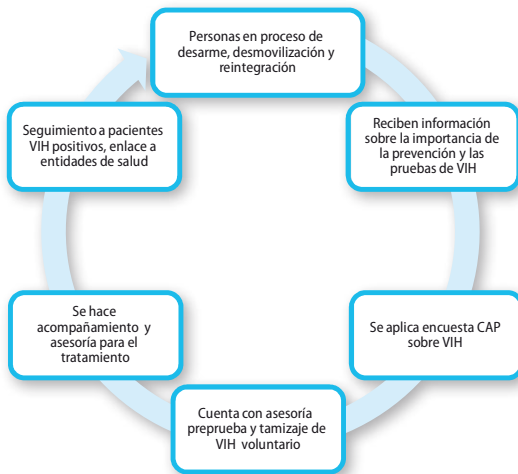 Personas en proceso de
desarme, desmovilización y
reintegración
Reciben información
sobre la importancia de
la prevención y las
pruebas de VIH
Se aplica encuesta CAP
sobre VIH
Cuenta con asesoría
preprueba y tamizaje de
VIH voluntario
Se hace
acompañamiento y
asesoría para el
tratamiento
Seguimiento a pacientes
VIH positivos, enlace a
entidades de salud